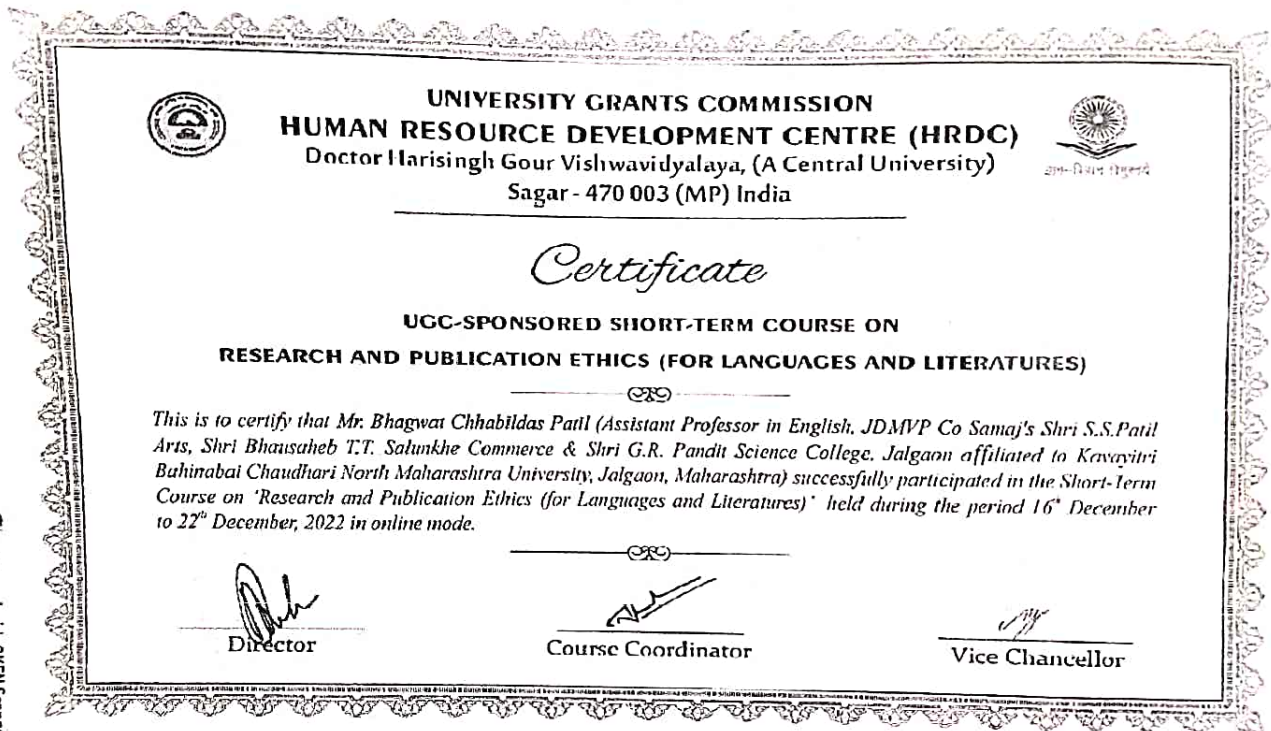 UNIVERSITY GRANTS COMMISSION
HUMAN RESOURCE DEVELOPMENT CENTRE (HRDC)
Doctor Harisingh Gour Vishwavidyalaya, (A Central University)
Sagar - 470 003 (MP) India
Certificate
UGC-SPONSORED SHORT-TERM COURSE ON
RESEARCH AND PUBLICATION ETHICS (FOR LANGUAGES AND LITERATURES)
This is to certify that Mr. Bhagwat Chhabildas Patil (Assistant Professor in English, JDMVP Co Samaj's Shri S.S.Patil
Arts, Shri Bhausaheb T.T. Salunkhe Commerce & Shri G.R. Pandit Science College, Jalgaon affiliated to Kavayitri
Bahinabai Chaudhari North Maharashtra University, Jalgaon, Maharashtra) successfully participated in the Short-Term
Course on 'Research and Publication Ethics (for Languages and Literatures)' held during the period 16" December
to 22" December, 2022 in online mode.
Director
Course Coordinator
Vice Chancellor